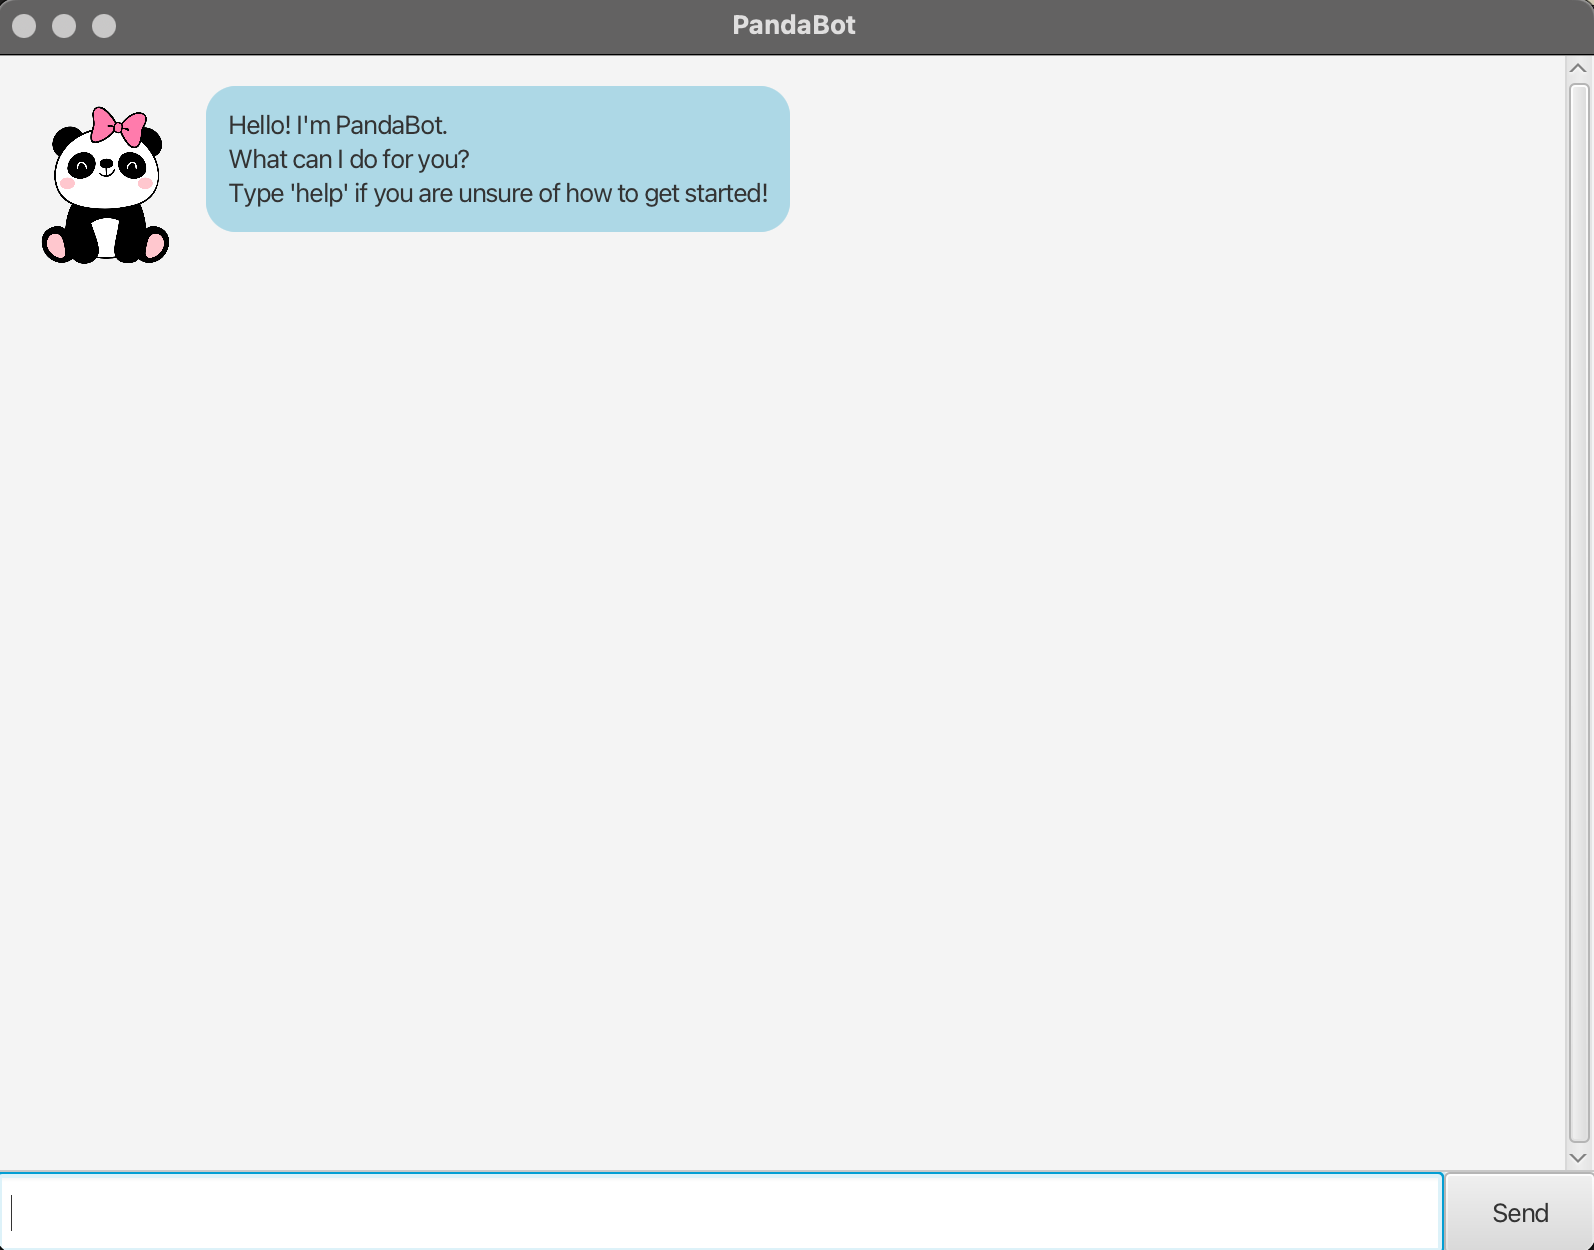 PandaBot
Hello! I'm PandaBot.
What can I do for you?
Type 'help' if you are unsure of how to get started!
Send